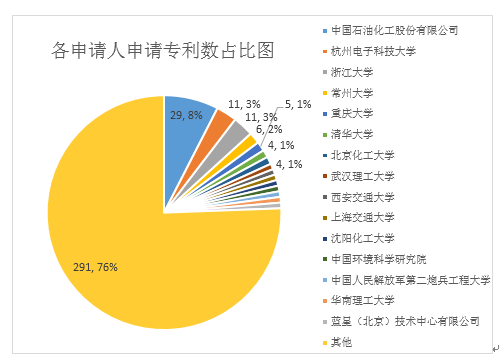 各申请人申请专利数占比图
29, 8%
11, 3%
11, 3%
6, 2%
5, 1%
4, 1%
4, 1%
291, 76%
中国石油化工股份有限公司
杭州电子科技大学
浙江大学
常州大学
重庆大学
清华大学
北京化工大学
武汉理工大学
西安交通大学
上海交通大学
沈阳化工大学
中国环境科学研究院
中国人民解放军第二炮兵工程大学
华南理工大学
蓝星（北京）技术中心有限公司
其他